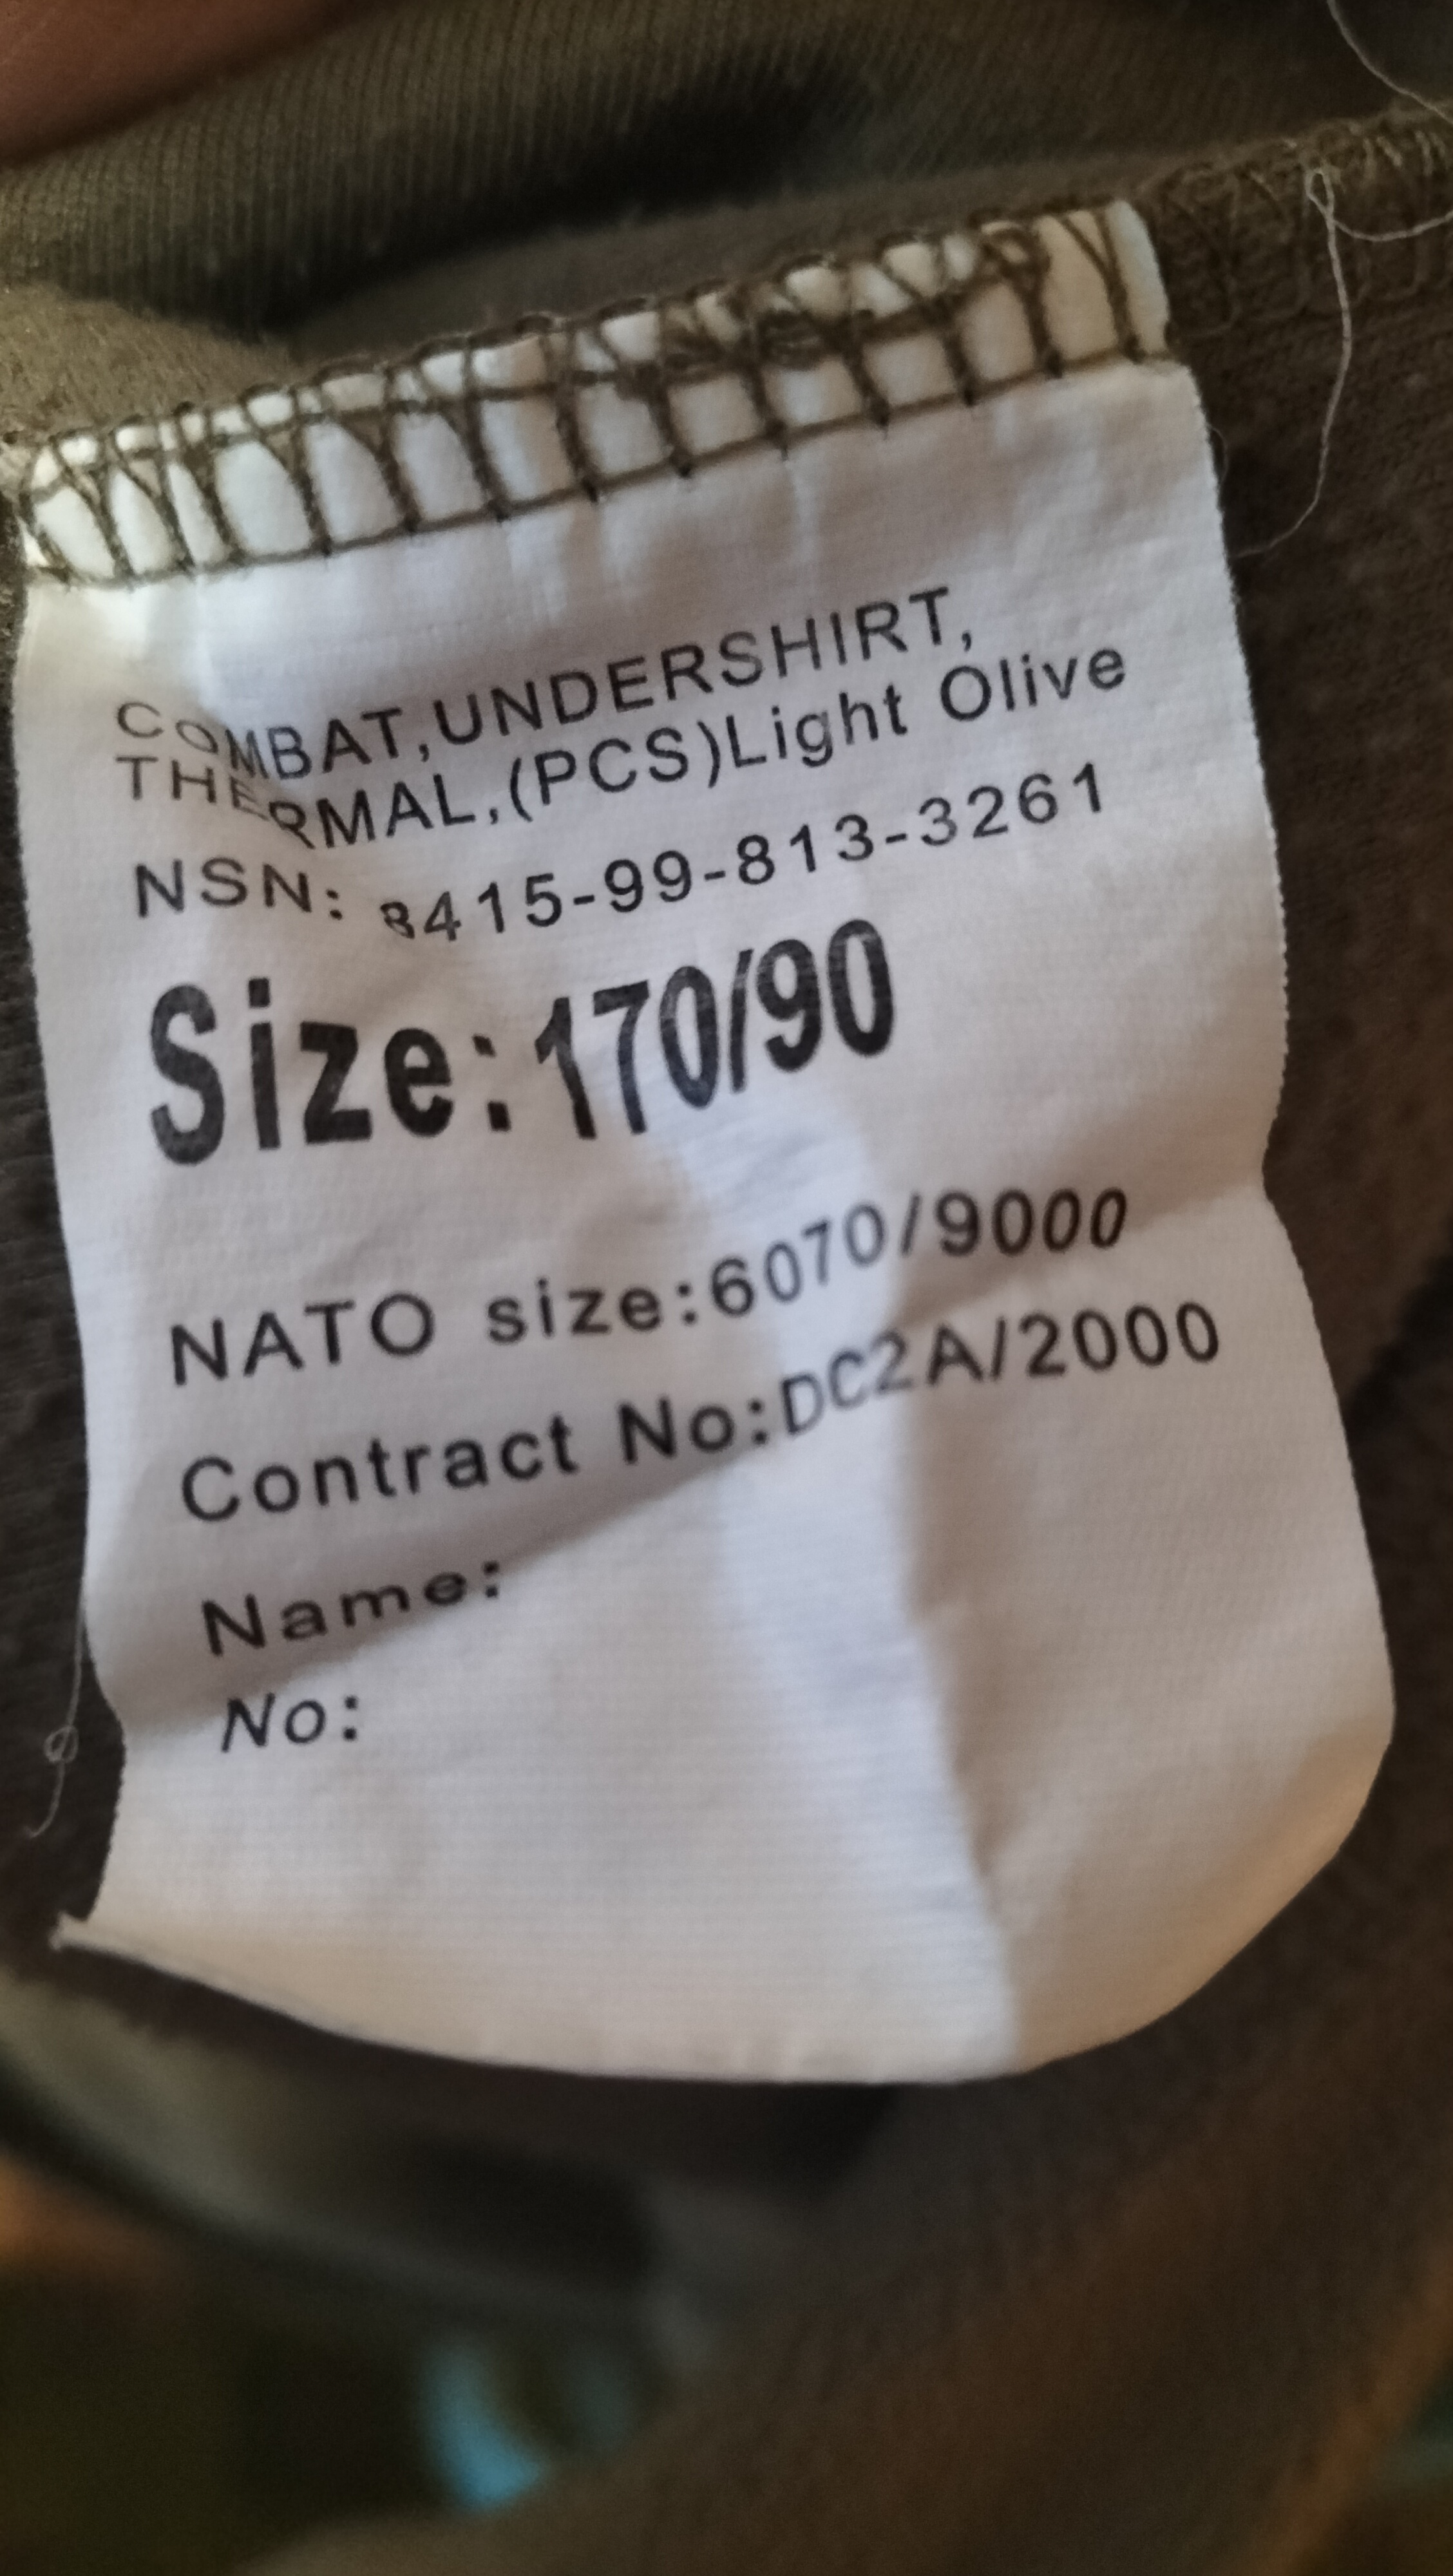 COMBAT,UNDERSHIRT,
THERMAL,(PCS)Light Olive
NSN: 8415-99-813-3261
Size:170/90
NATO size:6070/9000
Contract No:DC2A/2000
Name:
No: